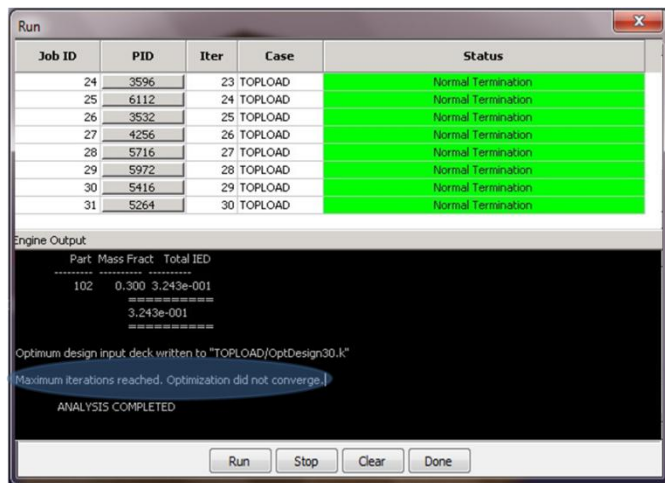 Run
Job ID PID Iter Case Status
24 3596 23 TOPLOAD Normal Termination
25 6112 24 TOPLOAD Normal Termination
26 3532 25 TOPLOAD Normal Termination
27 4256 26 TOPLOAD Normal Termination
28 5716 27 TOPLOAD Normal Termination
29 5972 28 TOPLOAD Normal Termination
30 5416 29 TOPLOAD Normal Termination
31 5264 30 TOPLOAD Normal Termination
Engine Output
Part Mass Fract Total IED
--------- ---------- ----------
102 0.300 3.243e-001
==========
3.243e-001
==========
Optimum design input deck written to "TOPLOAD/OptDesign30.k"
Maximum iterations reached. Optimization did not converge.
ANALYSIS COMPLETED
Run Stop Clear Done